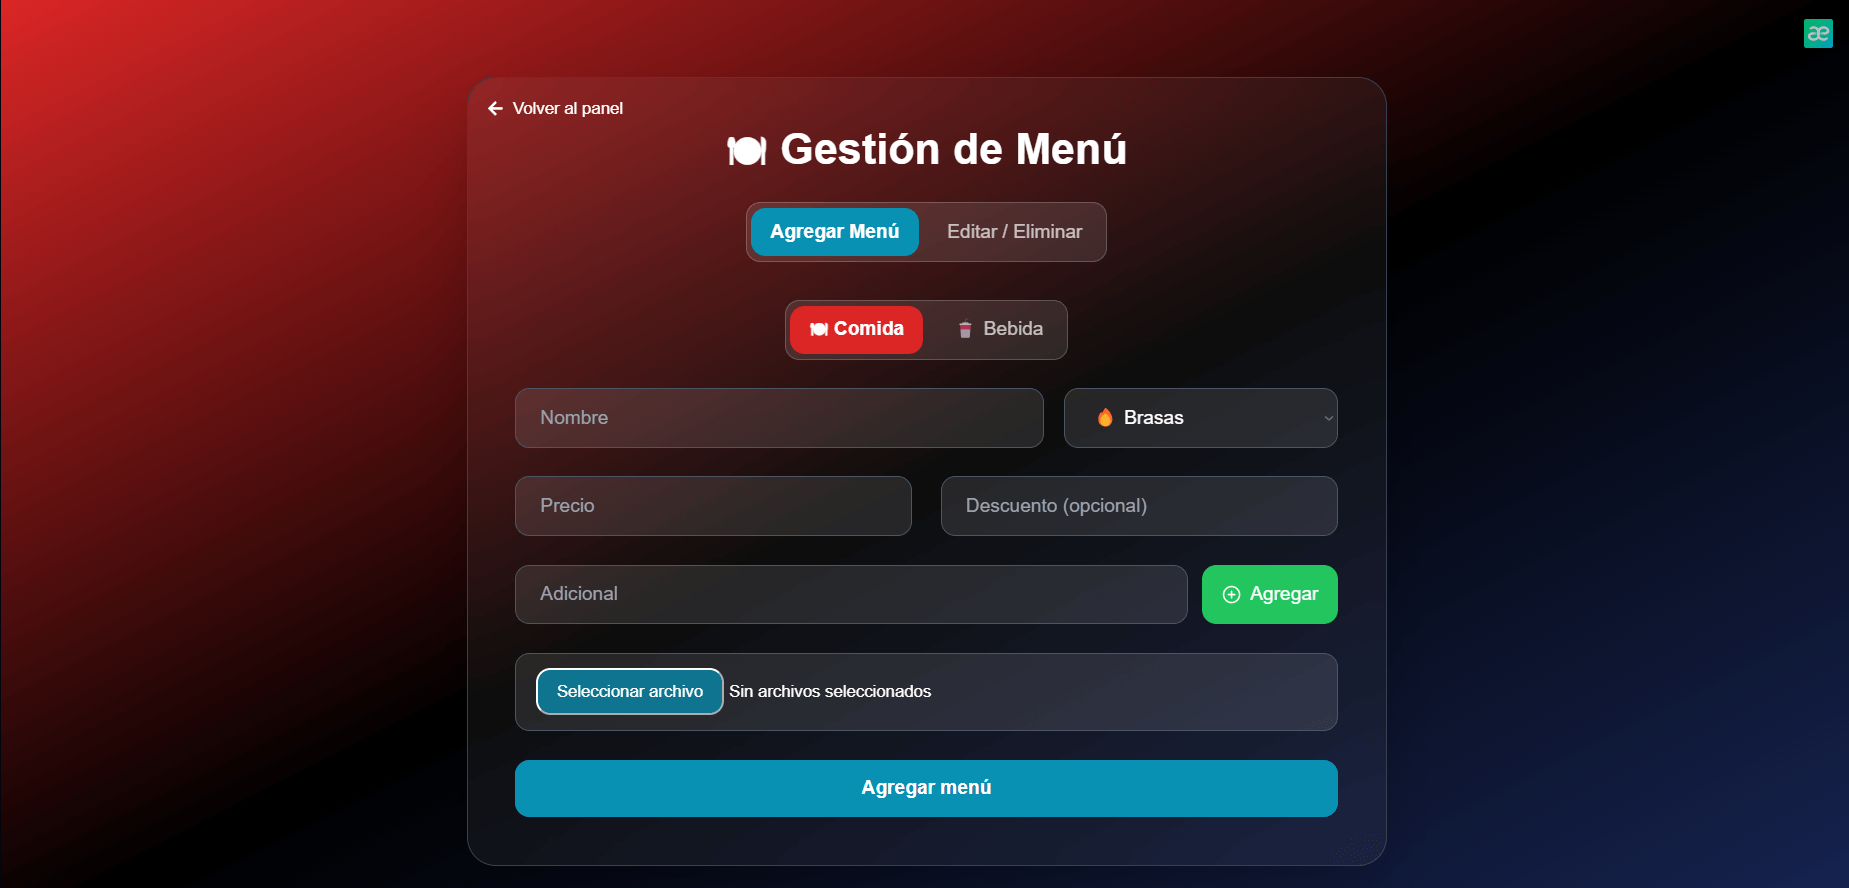 æ
Volver al panel
Gestión de Menú
Agregar Menú Editar / Eliminar
Comida Bebida
Nombre Brasas
Precio Descuento (opcional)
Adicional Agregar
Seleccionar archivo Sin archivos seleccionados
Agregar menú